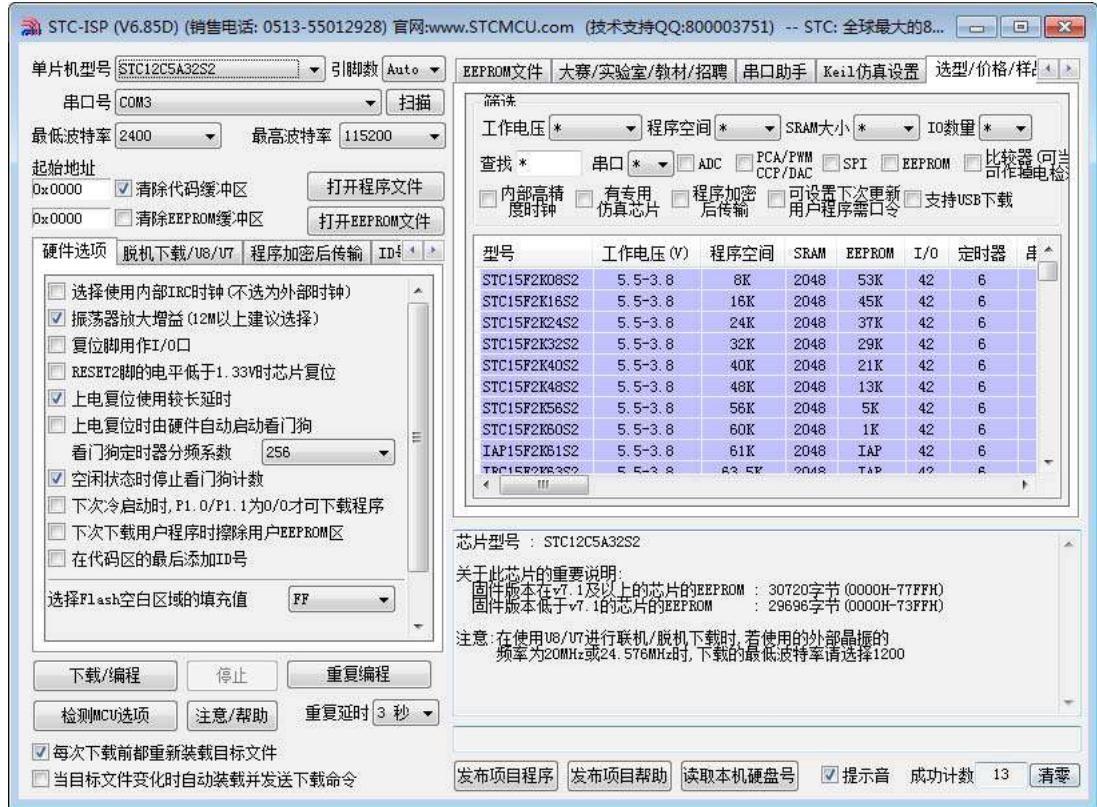 STC-ISP (V6.85D) (销售电话: 0513-55012928) 官网:www.STCMCU.com (技术支持QQ:800003751) -- STC: 全球最大的8...
单片机型号 STC12C5A32S2 引脚数 Auto
串口号 COM3 扫描
最低波特率 2400 最高波特率 115200
起始地址
0x0000 清除代码缓冲区 打开程序文件
0x0000 清除EEPROM缓冲区 打开EEPROM文件
硬件选项 脱机下载/U8/U7 程序加密后传输
选择使用内部IRC时钟(不选为外部时钟)
振荡器放大增益(12M以上建议选择)
复位脚用作I/O口
RESET2脚的电平低于1.33V时芯片复位
上电复位使用较长延时
上电复位时由硬件自动启动看门狗
看门狗定时器分频系数 256
空闲状态时停止看门狗计数
下次冷启动时,P1.0/P1.1为0/0才可下载程序
下次下载用户程序时擦除用户EEPROM区
在代码区的最后添加ID号
选择Flash空白区域的填充值 FF
下载/编程 停止 重复编程
检测MCU选项 注意/帮助 重复延时 3 秒
每次下载前都重新装载目标文件
当目标文件变化时自动装载并发送下载命令
EEPROM文件 大赛/实验室/教材/招聘 串口助手 Keil仿真设置 选型/价格/样
筛选
工作电压 * 程序空间 * SRAM大小 * IO数量 *
查找 * 串口 * ADC PCA/PWM CCP/DAC SPI EEPROM 比较器(可当 可作掉电检
内部高精度时钟 有专用仿真芯片 程序加密后传输 可设置下次更新用户程序需口令 支持USB下载
型号 工作电压(V) 程序空间 SRAM EEPROM I/O 定时器 串
STC15F2K08S2 5.5-3.8 8K 2048 53K 42 6
STC15F2K16S2 5.5-3.8 16K 2048 45K 42 6
STC15F2K24S2 5.5-3.8 24K 2048 37K 42 6
STC15F2K32S2 5.5-3.8 32K 2048 29K 42 6
STC15F2K40S2 5.5-3.8 40K 2048 21K 42 6
STC15F2K48S2 5.5-3.8 48K 2048 13K 42 6
STC15F2K56S2 5.5-3.8 56K 2048 5K 42 6
STC15F2K60S2 5.5-3.8 60K 2048 1K 42 6
IAP15F2K61S2 5.5-3.8 61K 2048 IAP 42 6
IRC15F2K63S2 5.5-3.8 63.5K 2048 IAP 42 6
芯片型号 : STC12C5A32S2
关于此芯片的重要说明:
固件版本在v7.1及以上的芯片的EEPROM : 30720字节(0000H-77FFH)
固件版本低于v7.1的芯片的EEPROM : 29696字节(0000H-73FFH)
注意:在使用U8/U7进行联机/脱机下载时,若使用的外部晶振的
频率为20MHz或24.576MHz时,下载的最低波特率请选择1200
发布项目程序 发布项目帮助 读取本机硬盘号 提示音 成功计数 13 清零